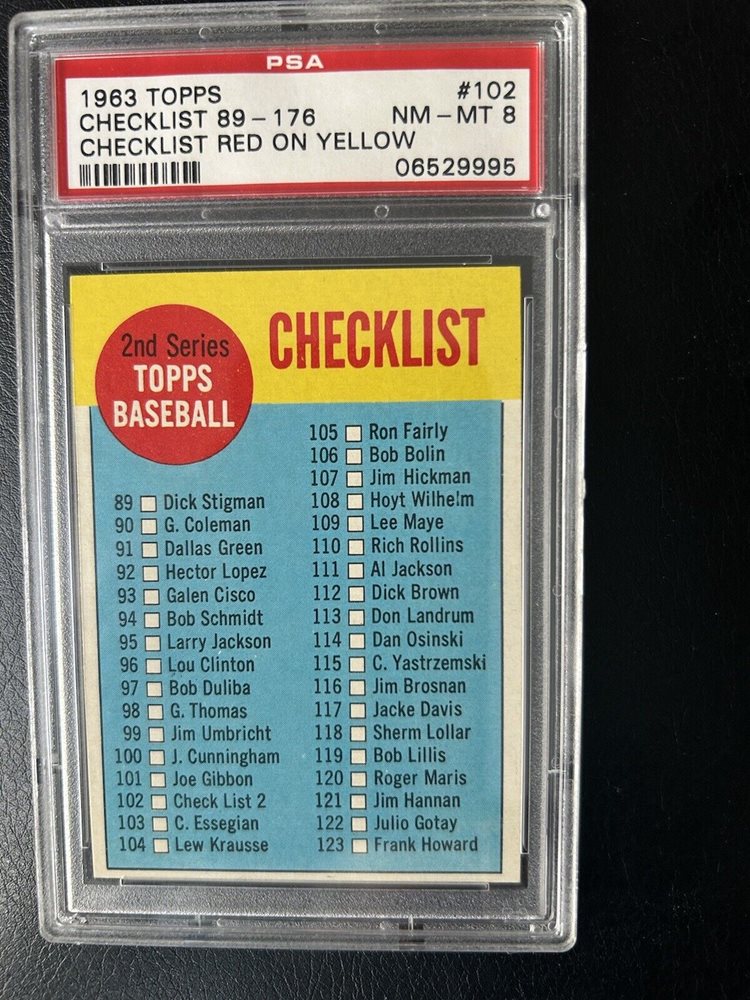 PSA
1963 TOPPS #102
CHECKLIST 89-176 NM-MT 8
CHECKLIST RED ON YELLOW
06529995
2nd Series
TOPPS
BASEBALL
CHECKLIST
89 Dick Stigman
90 G. Coleman
91 Dallas Green
92 Hector Lopez
93 Galen Cisco
94 Bob Schmidt
95 Larry Jackson
96 Lou Clinton
97 Bob Duliba
98 G. Thomas
99 Jim Umbricht
100 J. Cunningham
101 Joe Gibbon
102 Check List 2
103 C. Essegian
104 Lew Krausse
105 Ron Fairly
106 Bob Bolin
107 Jim Hickman
108 Hoyt Wilhelm
109 Lee Maye
110 Rich Rollins
111 Al Jackson
112 Dick Brown
113 Don Landrum
114 Dan Osinski
115 C. Yastrzemski
116 Jim Brosnan
117 Jacke Davis
118 Sherm Lollar
119 Bob Lillis
120 Roger Maris
121 Jim Hannan
122 Julio Gotay
123 Frank Howard